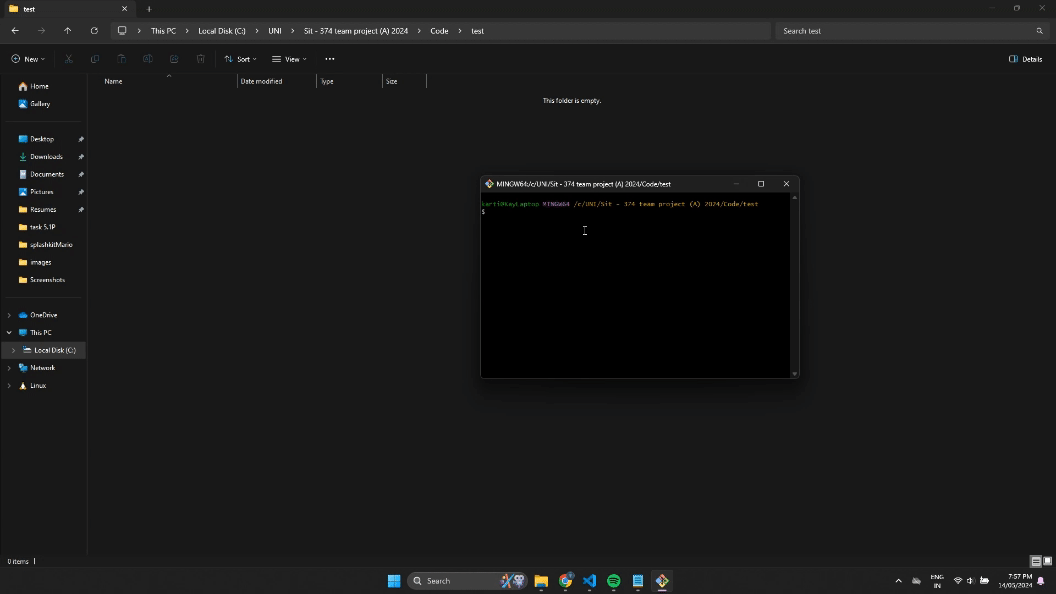 test
This PC
Local Disk (C:)
UNI
Sit - 374 team project (A) 2024
Code
test
Search test
New
Sort
View
Details
Name
Date modified
Type
Size
This folder is empty.
Home
Gallery
Desktop
Downloads
Documents
Pictures
Resumes
task 5.1P
splashkitMario
images
Screenshots
OneDrive
This PC
Local Disk (C:)
Network
Linux
MINGW64:/c/UNI/Sit - 374 team project (A) 2024/Code/test
karti@KayLaptop MINGW64 /c/UNI/Sit - 374 team project (A) 2024/Code/test
$
0 items
Search
ENG
IN
7:57 PM
14/05/2024